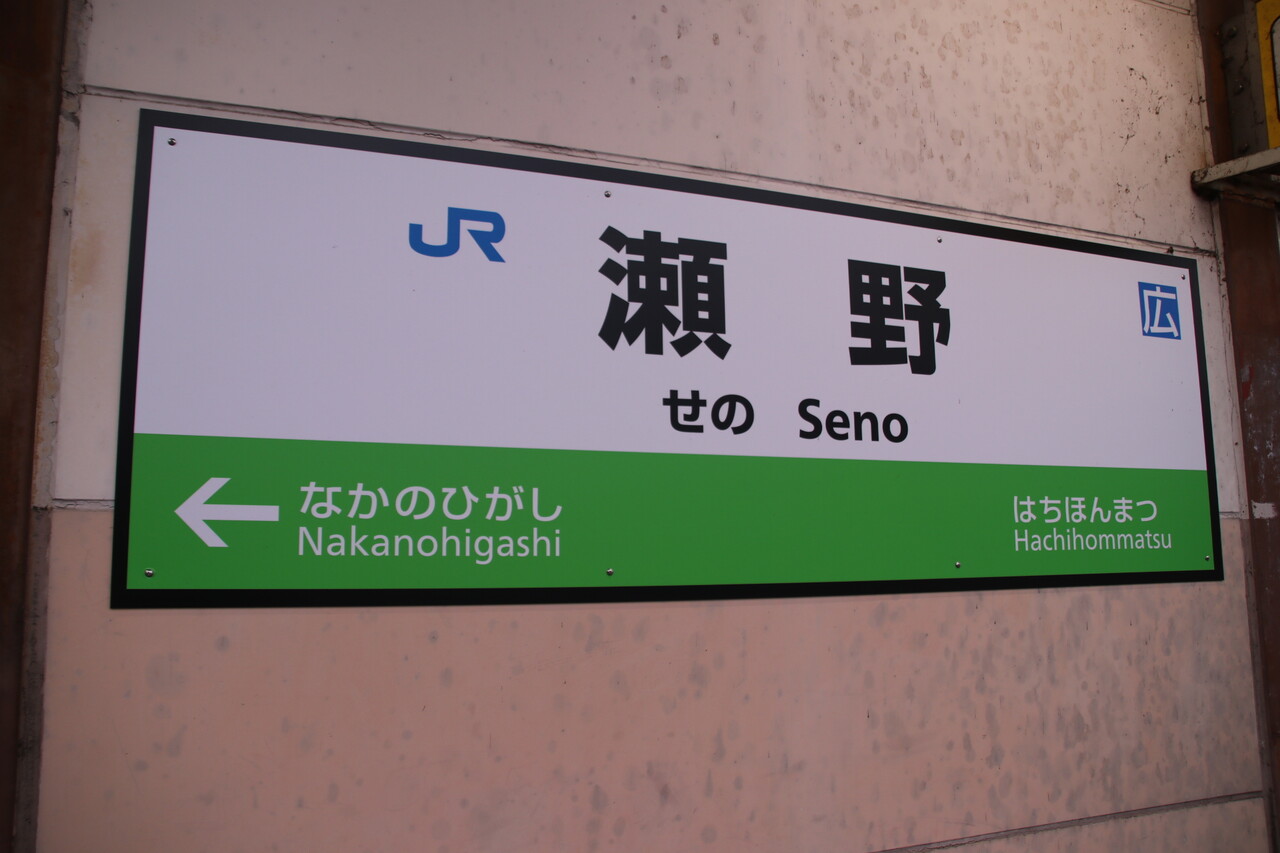 JR
瀬野
広
せの Seno
なかのひがし
Nakanohigashi
はちほんまつ
Hachihommatsu